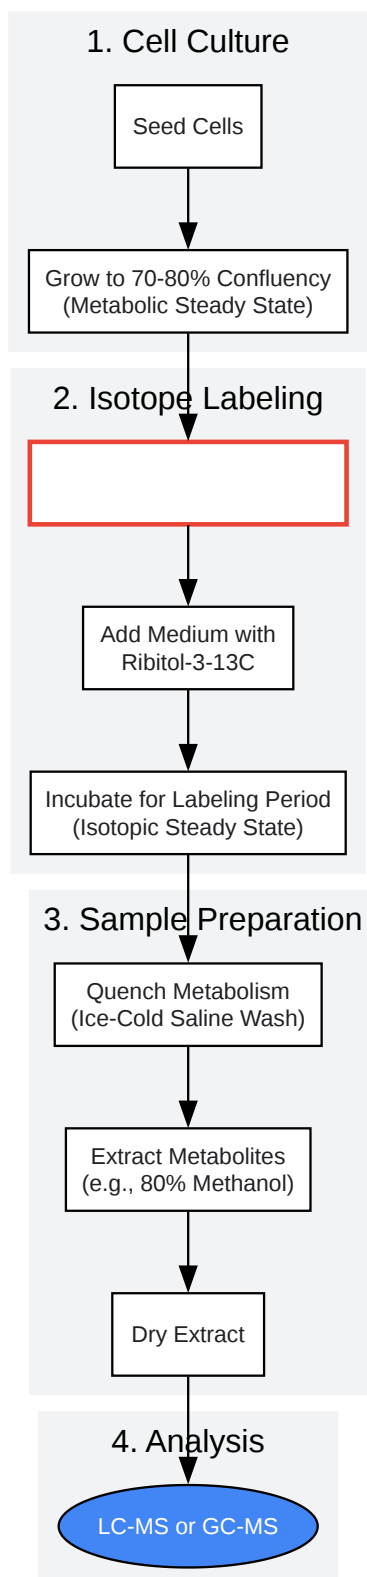 1. Cell Culture
Seed Cells
Grow to 70-80% Confluency
(Metabolic Steady State)
2. Isotope Labeling
Add Medium with
Ribitol-3-13C
Incubate for Labeling Period
(Isotopic Steady State)
3. Sample Preparation
Quench Metabolism
(Ice-Cold Saline Wash)
Extract Metabolites
(e.g., 80% Methanol)
Dry Extract
4. Analysis
LC-MS or GC-MS